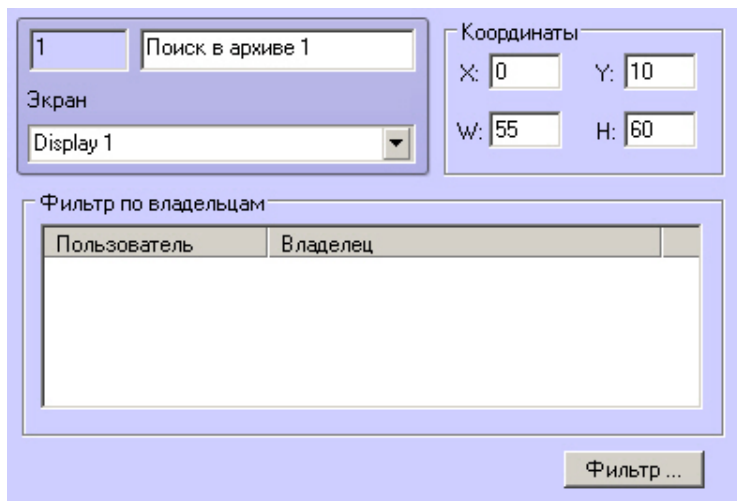 1 Поиск в архиве 1
Экран
Display 1
Координаты
X: 0 Y: 10
W: 55 H: 60
Фильтр по владельцам
Пользователь Владелец
Фильтр ...